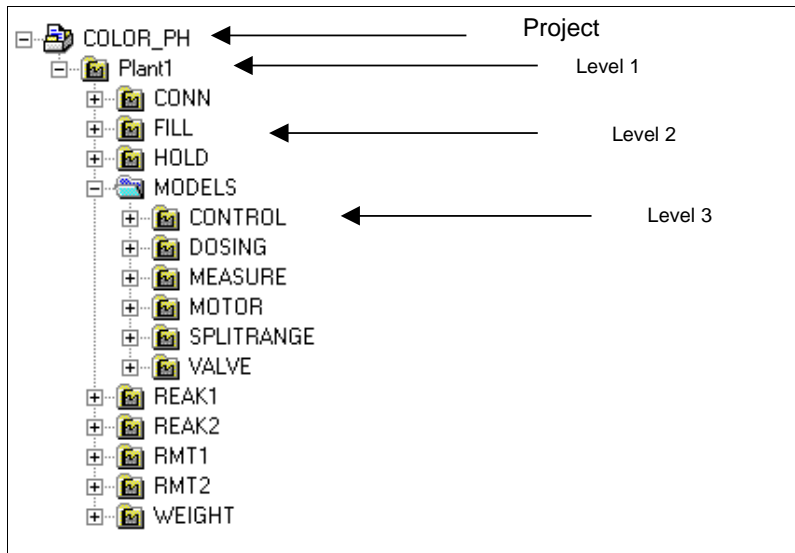 COLOR_PH Project
Plant1 Level 1
CONN
FILL Level 2
HOLD
MODELS
CONTROL Level 3
DOSING
MEASURE
MOTOR
SPLITRANGE
VALVE
REAK1
REAK2
RMT1
RMT2
WEIGHT